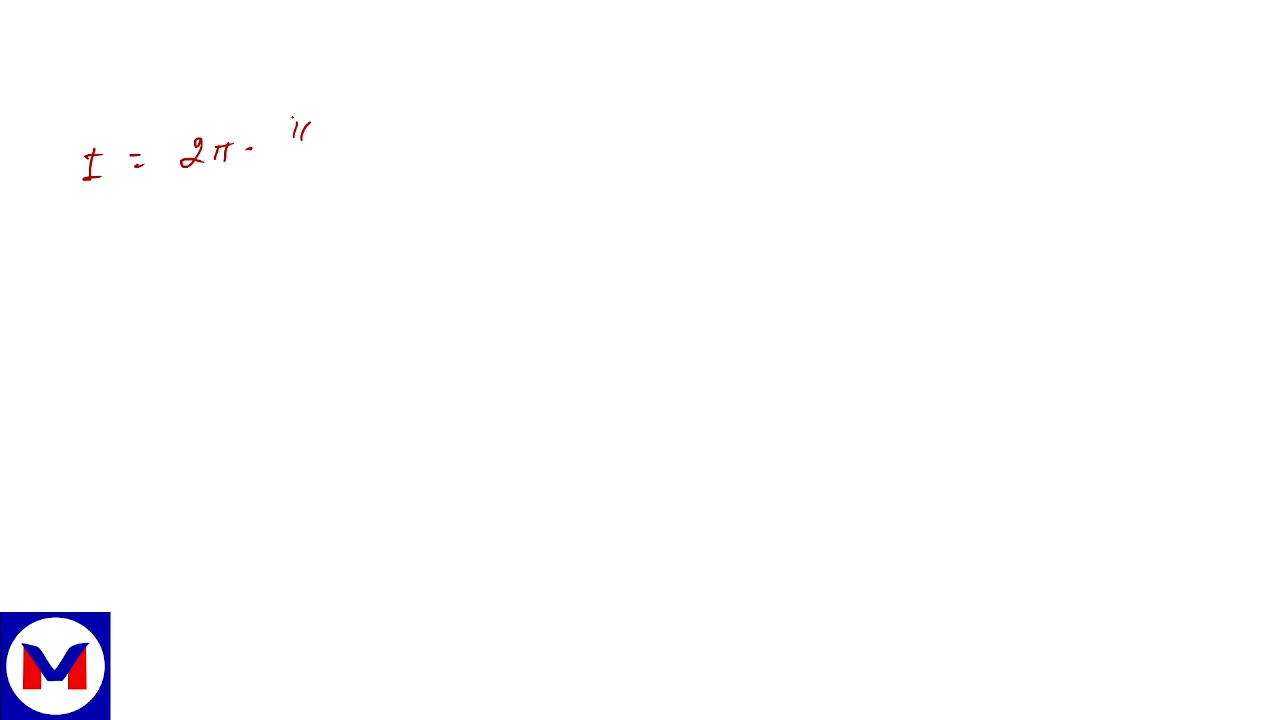 I = 2π ·